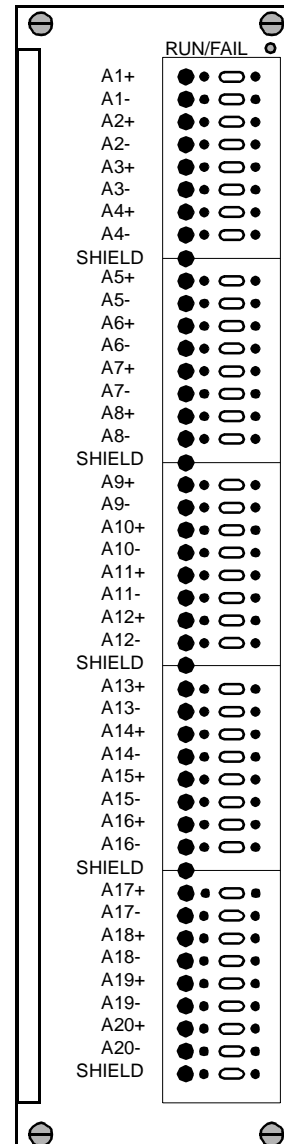 RUN/FAIL
A1+
A1-
A2+
A2-
A3+
A3-
A4+
A4-
SHIELD
A5+
A5-
A6+
A6-
A7+
A7-
A8+
A8-
SHIELD
A9+
A9-
A10+
A10-
A11+
A11-
A12+
A12-
SHIELD
A13+
A13-
A14+
A14-
A15+
A15-
A16+
A16-
SHIELD
A17+
A17-
A18+
A18-
A19+
A19-
A20+
A20-
SHIELD